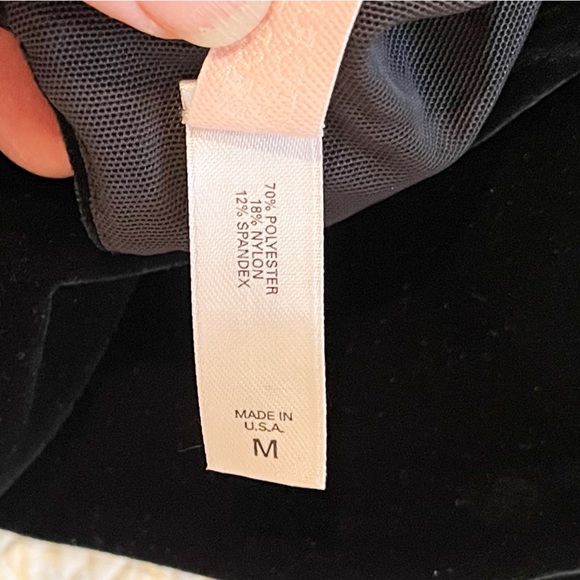 70% POLYESTER
18% NYLON
12% SPANDEX
MADE IN
U.S.A.
M